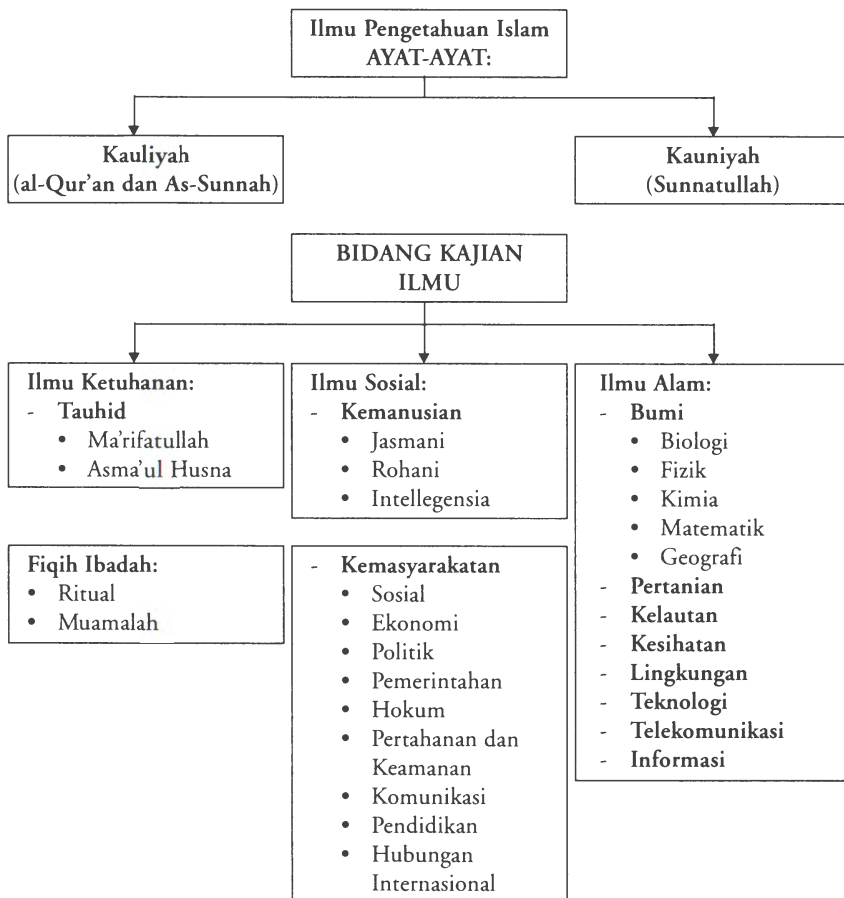 Ilmu Pengetahuan Islam
AYAT-AYAT:
Kauliyah
(al-Qur'an dan As-Sunnah)
Kauniyah
(Sunnatullah)
BIDANG KAJIAN
ILMU
Ilmu Ketuhanan:
- Tauhid
• Ma'rifatullah
• Asma'ul Husna
Fiqih Ibadah:
• Ritual
• Muamalah
Ilmu Sosial:
- Kemanusian
• Jasmani
• Rohani
• Intellegensia
- Kemasyarakatan
• Sosial
• Ekonomi
• Politik
• Pemerintahan
• Hokum
• Pertahanan dan
Keamanan
• Komunikasi
• Pendidikan
• Hubungan
Internasional
Ilmu Alam:
- Bumi
• Biologi
• Fizik
• Kimia
• Matematik
• Geografi
- Pertanian
- Kelautan
- Kesihatan
- Lingkungan
- Teknologi
- Telekomunikasi
- Informasi